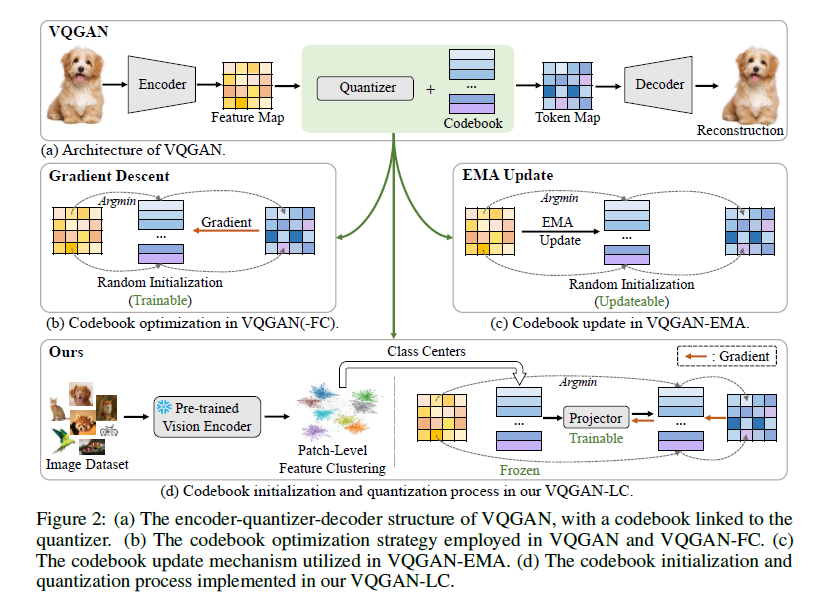 VQGAN
Encoder
Feature Map
Quantizer
+
...
Codebook
Token Map
Decoder
Reconstruction
(a) Architecture of VQGAN.
Gradient Descent
Argmin
Gradient
...
Random Initialization
(Trainable)
(b) Codebook optimization in VQGAN(-FC).
EMA Update
Argmin
EMA
Update
...
Random Initialization
(Updateable)
(c) Codebook update in VQGAN-EMA.
Ours
Class Centers
: Gradient
Image Dataset
Pre-trained
Vision Encoder
Patch-Level
Feature Clustering
Argmin
...
Projector
Trainable
...
Frozen
(d) Codebook initialization and quantization process in our VQGAN-LC.
Figure 2: (a) The encoder-quantizer-decoder structure of VQGAN, with a codebook linked to the
quantizer. (b) The codebook optimization strategy employed in VQGAN and VQGAN-FC. (c)
The codebook update mechanism utilized in VQGAN-EMA. (d) The codebook initialization and
quantization process implemented in our VQGAN-LC.